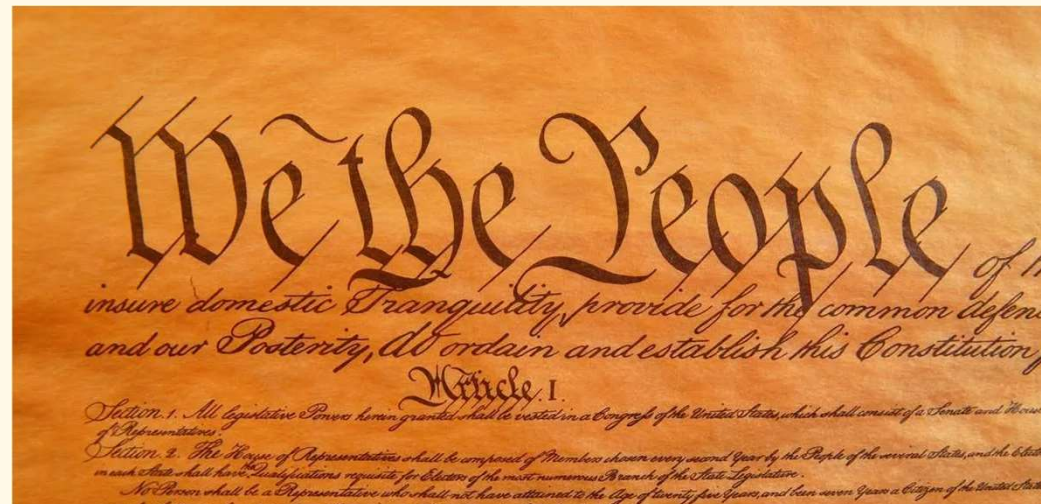 We the People of
insure domestic Tranquility, provide for the common defen
and our Posterity, do ordain and establish this Constitution
Article. I.
Section. 1. All legislative Powers herein granted shall be vested in a Congress of the United States, which shall consist of a Senate and House
of Representatives.
Section. 2. The House of Representatives shall be composed of Members chosen every second Year by the People of the several States, and the Elect
in each State shall have the Qualifications requisite for Electors of the most numerous Branch of the State Legislature.
No Person shall be a Representative who shall not have attained to the Age of twenty five Years, and been seven Years a Citizen of the United State